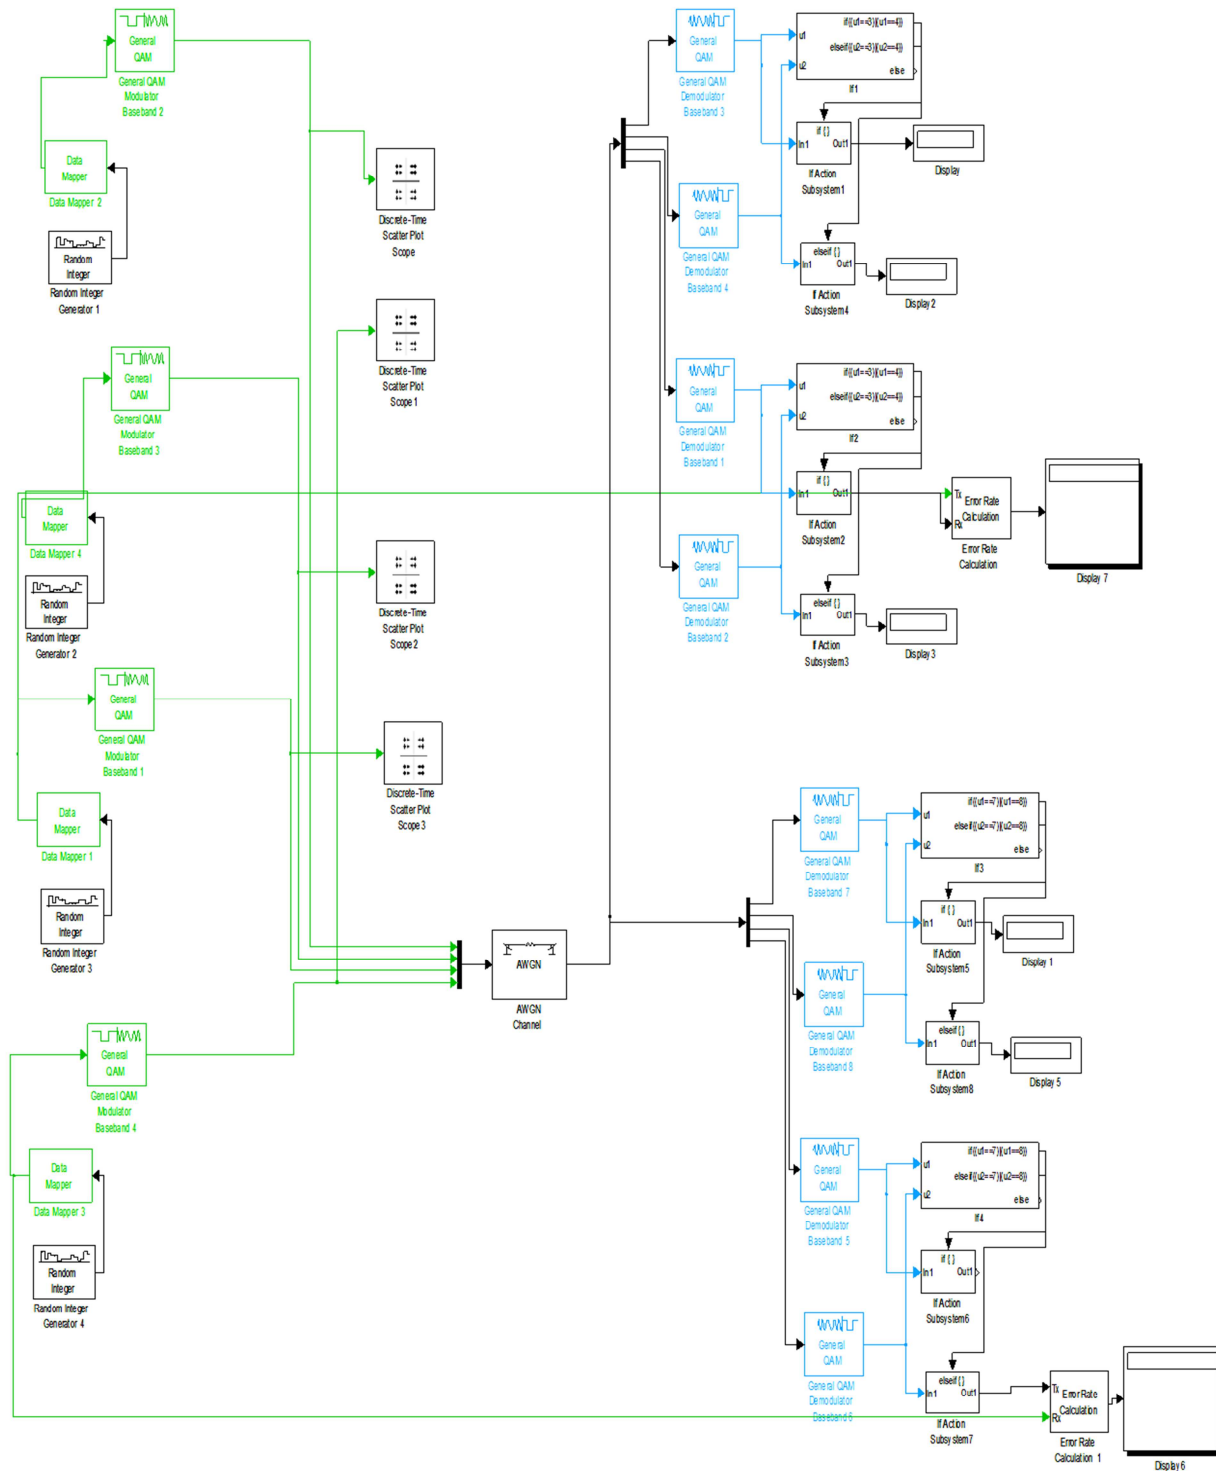 General
QAM
General QAM
Modulator
Baseband 2
Data
Mapper
Data Mapper 2
Random
Integer
Random Integer
Generator 1
General
QAM
General QAM
Modulator
Baseband 3
Data
Mapper
Data Mapper 4
Random
Integer
Random Integer
Generator 2
General
QAM
General QAM
Modulator
Baseband 1
Data
Mapper
Data Mapper 1
Random
Integer
Random Integer
Generator 3
General
QAM
General QAM
Modulator
Baseband 4
Data
Mapper
Data Mapper 3
Random
Integer
Random Integer
Generator 4
Discrete-Time
Scatter Plot
Scope
Discrete-Time
Scatter Plot
Scope 1
Discrete-Time
Scatter Plot
Scope 2
Discrete-Time
Scatter Plot
Scope 3
AWGN
AWGN
Channel
General
QAM
General QAM
Demodulator
Baseband 3
u1
u2
if((u1==3)|(u1==4))
elseif((u2==3)|(u2==4))
else
If1
if { }
In1
Out1
If Action
Subsystem1
Display
General
QAM
General QAM
Demodulator
Baseband 4
elseif { }
In1
Out1
If Action
Subsystem4
Display 2
General
QAM
General QAM
Demodulator
Baseband 1
u1
u2
if((u1==3)|(u1==4))
elseif((u2==3)|(u2==4))
else
If2
if { }
In1
Out1
If Action
Subsystem2
Tx
Rx
Error Rate
Calculation
Error Rate
Calculation
Display 7
General
QAM
General QAM
Demodulator
Baseband 2
elseif { }
In1
Out1
If Action
Subsystem3
Display 3
General
QAM
General QAM
Demodulator
Baseband 7
u1
u2
if((u1==7)|(u1==8))
elseif((u2==7)|(u2==8))
else
If3
if { }
In1
Out1
If Action
Subsystem5
Display 1
General
QAM
General QAM
Demodulator
Baseband 8
elseif { }
In1
Out1
If Action
Subsystem8
Display 5
General
QAM
General QAM
Demodulator
Baseband 5
u1
u2
if((u1==7)|(u1==8))
elseif((u2==7)|(u2==8))
else
If4
if { }
In1
Out1
If Action
Subsystem6
General
QAM
General QAM
Demodulator
Baseband 6
elseif { }
In1
Out1
If Action
Subsystem7
Tx
Rx
Error Rate
Calculation
Error Rate
Calculation 1
Display 6